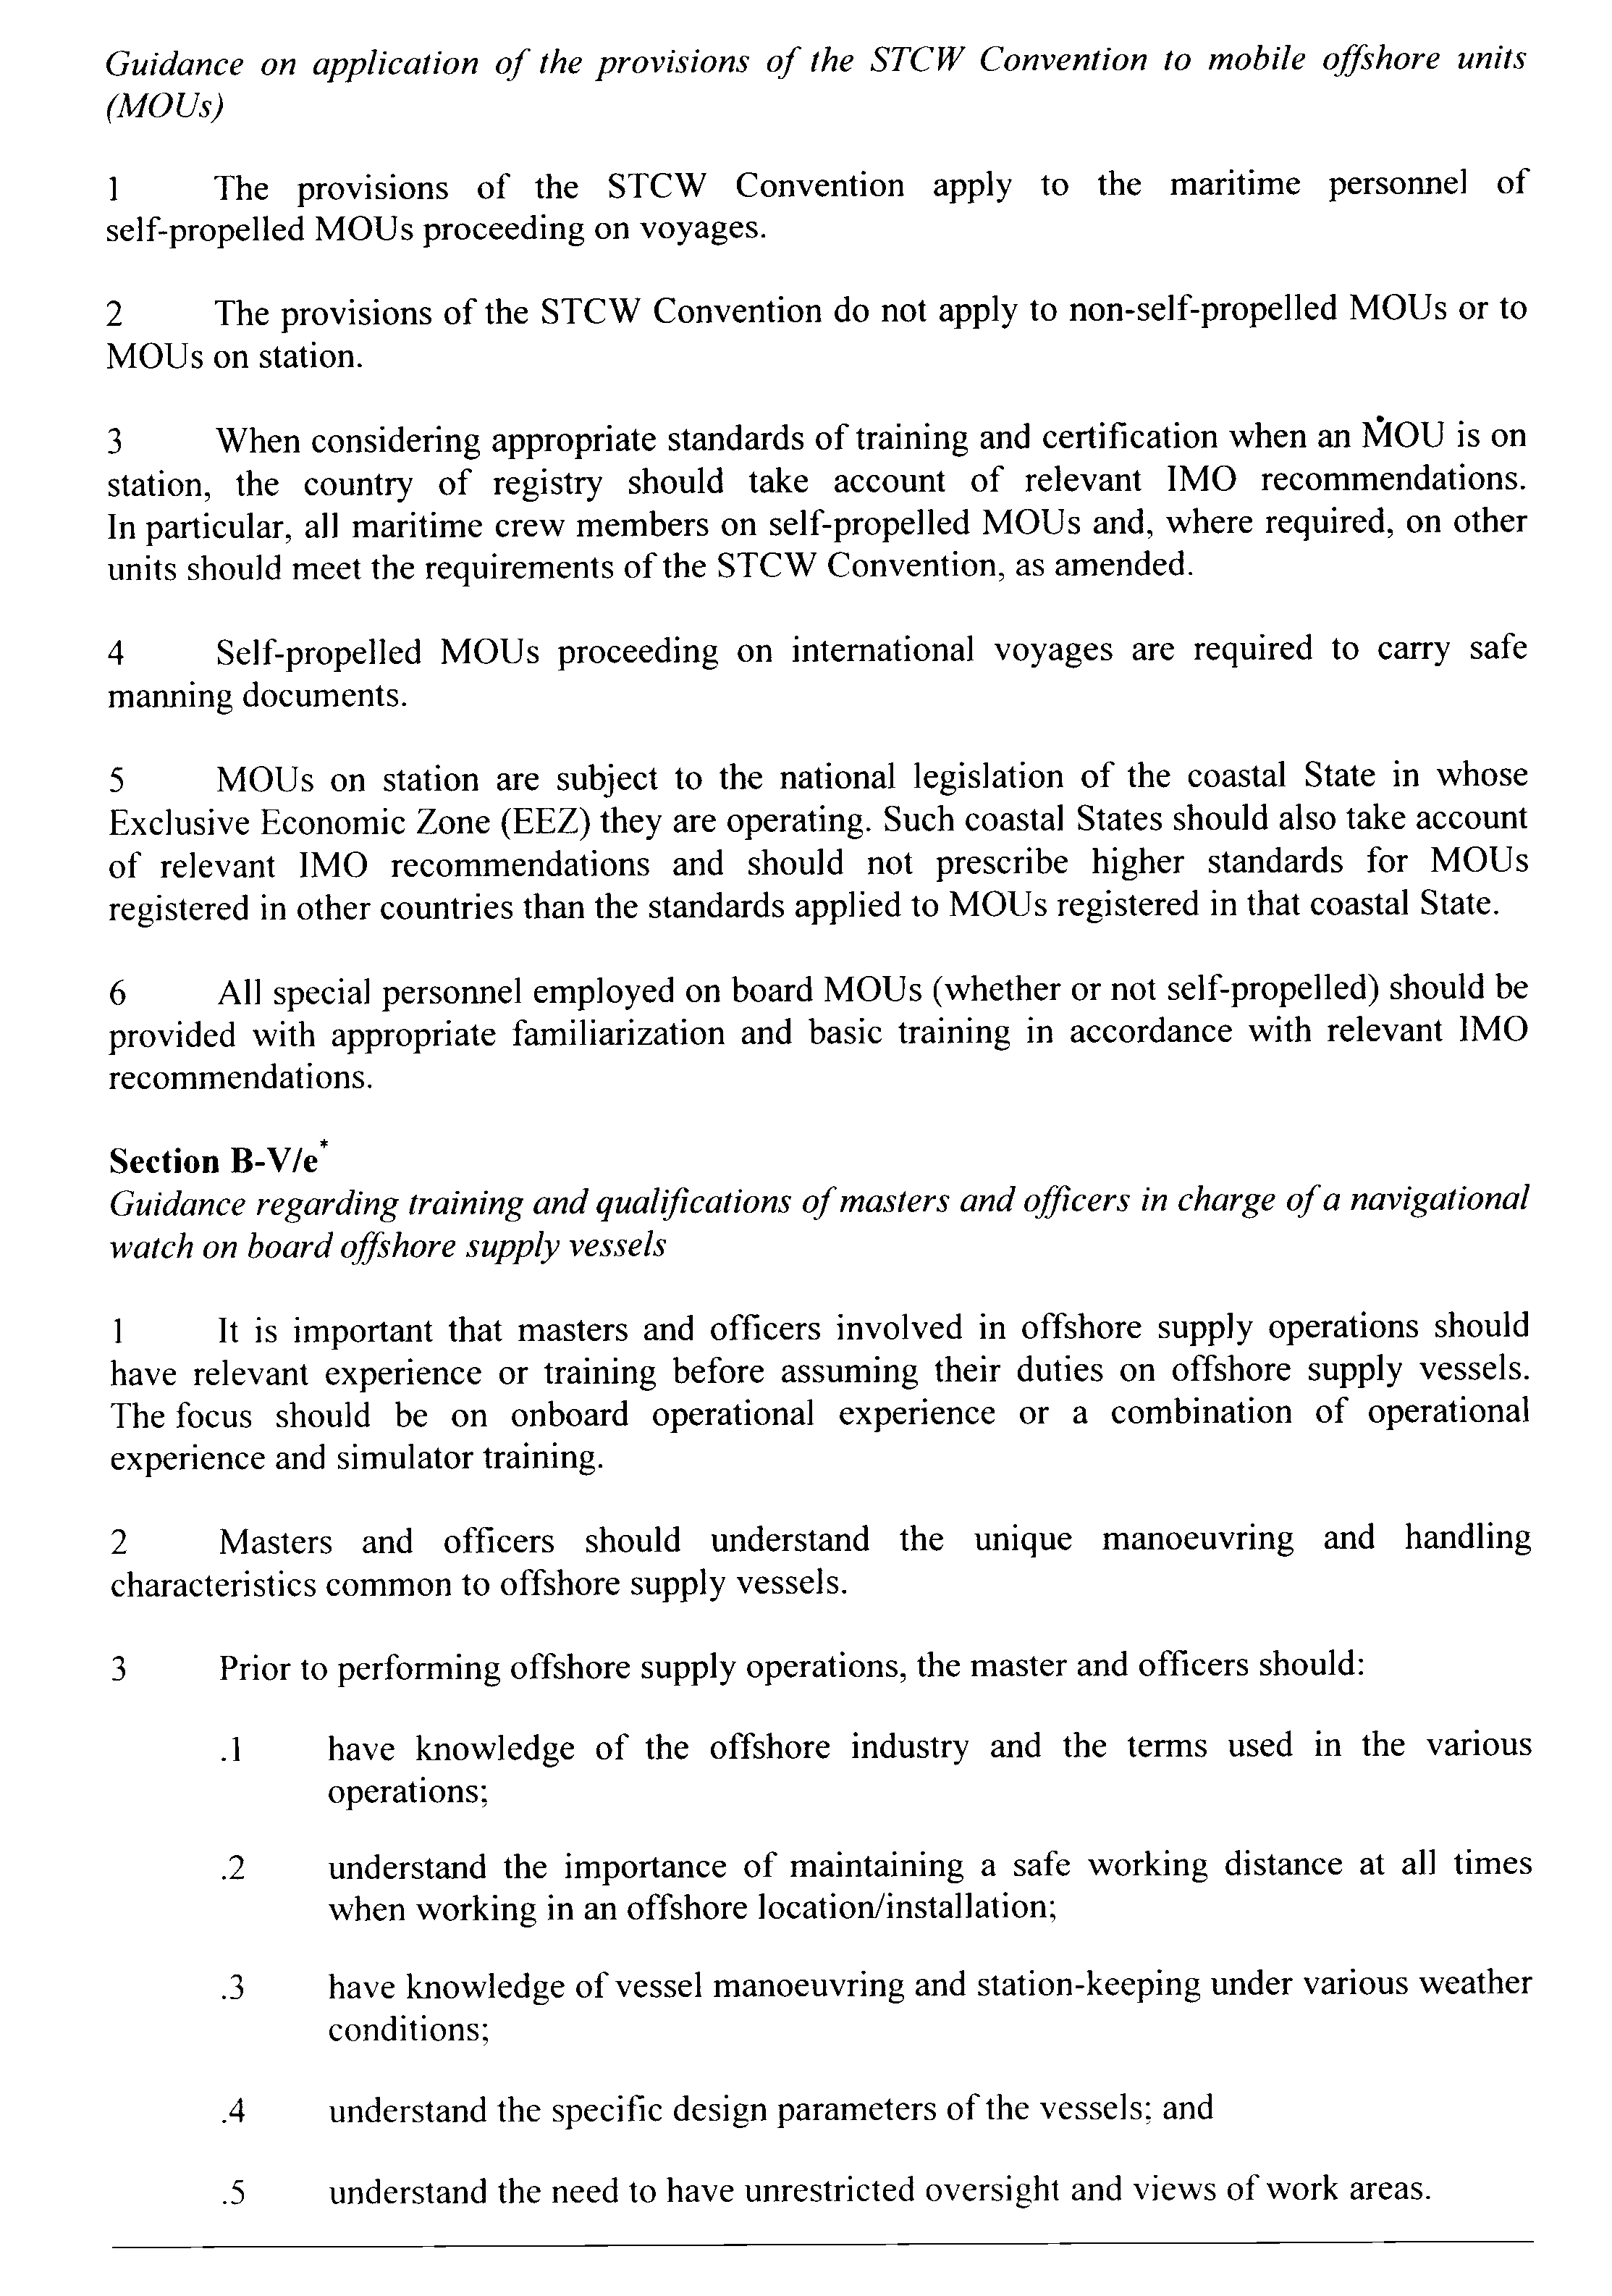 Guidance on application of the provisions of the STCW Convention to mobile offshore units
(MOUs)
1 The provisions of the STCW Convention apply to the maritime personnel of
self-propelled MOUs proceeding on voyages.
2 The provisions of the STCW Convention do not apply to non-self-propelled MOUs or to
MOUs on station.
3 When considering appropriate standards of training and certification when an MOU is on
station, the country of registry should take account of relevant IMO recommendations.
In particular, all maritime crew members on self-propelled MOUs and, where required, on other
units should meet the requirements of the STCW Convention, as amended.
4 Self-propelled MOUs proceeding on international voyages are required to carry safe
manning documents.
5 MOUs on station are subject to the national legislation of the coastal State in whose
Exclusive Economic Zone (EEZ) they are operating. Such coastal States should also take account
of relevant IMO recommendations and should not prescribe higher standards for MOUs
registered in other countries than the standards applied to MOUs registered in that coastal State.
6 All special personnel employed on board MOUs (whether or not self-propelled) should be
provided with appropriate familiarization and basic training in accordance with relevant IMO
recommendations.
Section B-V/e*
Guidance regarding training and qualifications of masters and officers in charge of a navigational
watch on board offshore supply vessels
1 It is important that masters and officers involved in offshore supply operations should
have relevant experience or training before assuming their duties on offshore supply vessels.
The focus should be on onboard operational experience or a combination of operational
experience and simulator training.
2 Masters and officers should understand the unique manoeuvring and handling
characteristics common to offshore supply vessels.
3 Prior to performing offshore supply operations, the master and officers should:
.1 have knowledge of the offshore industry and the terms used in the various
operations;
.2 understand the importance of maintaining a safe working distance at all times
when working in an offshore location/installation;
.3 have knowledge of vessel manoeuvring and station-keeping under various weather
conditions;
.4 understand the specific design parameters of the vessels; and
.5 understand the need to have unrestricted oversight and views of work areas.